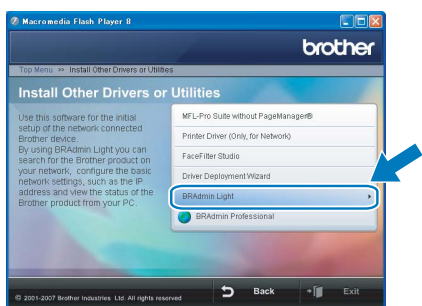 Macromedia Flash Player 8
brother
Top Menu >> Install Other Drivers or Utilities
Install Other Drivers or Utilities
Use this software for the initial
setup of the network connected
Brother device.
By using BRAdmin Light you can
search for the Brother product on
your network, configure the basic
network settings, such as the IP
address and view the status of the
Brother product from your PC.
MFL-Pro Suite without PageManager®
Printer Driver (Only, for Network)
FaceFilter Studio
Driver Deployment Wizard
BRAdmin Light
BRAdmin Professional
© 2001-2007 Brother Industries Ltd. All rights reserved
Back
Exit